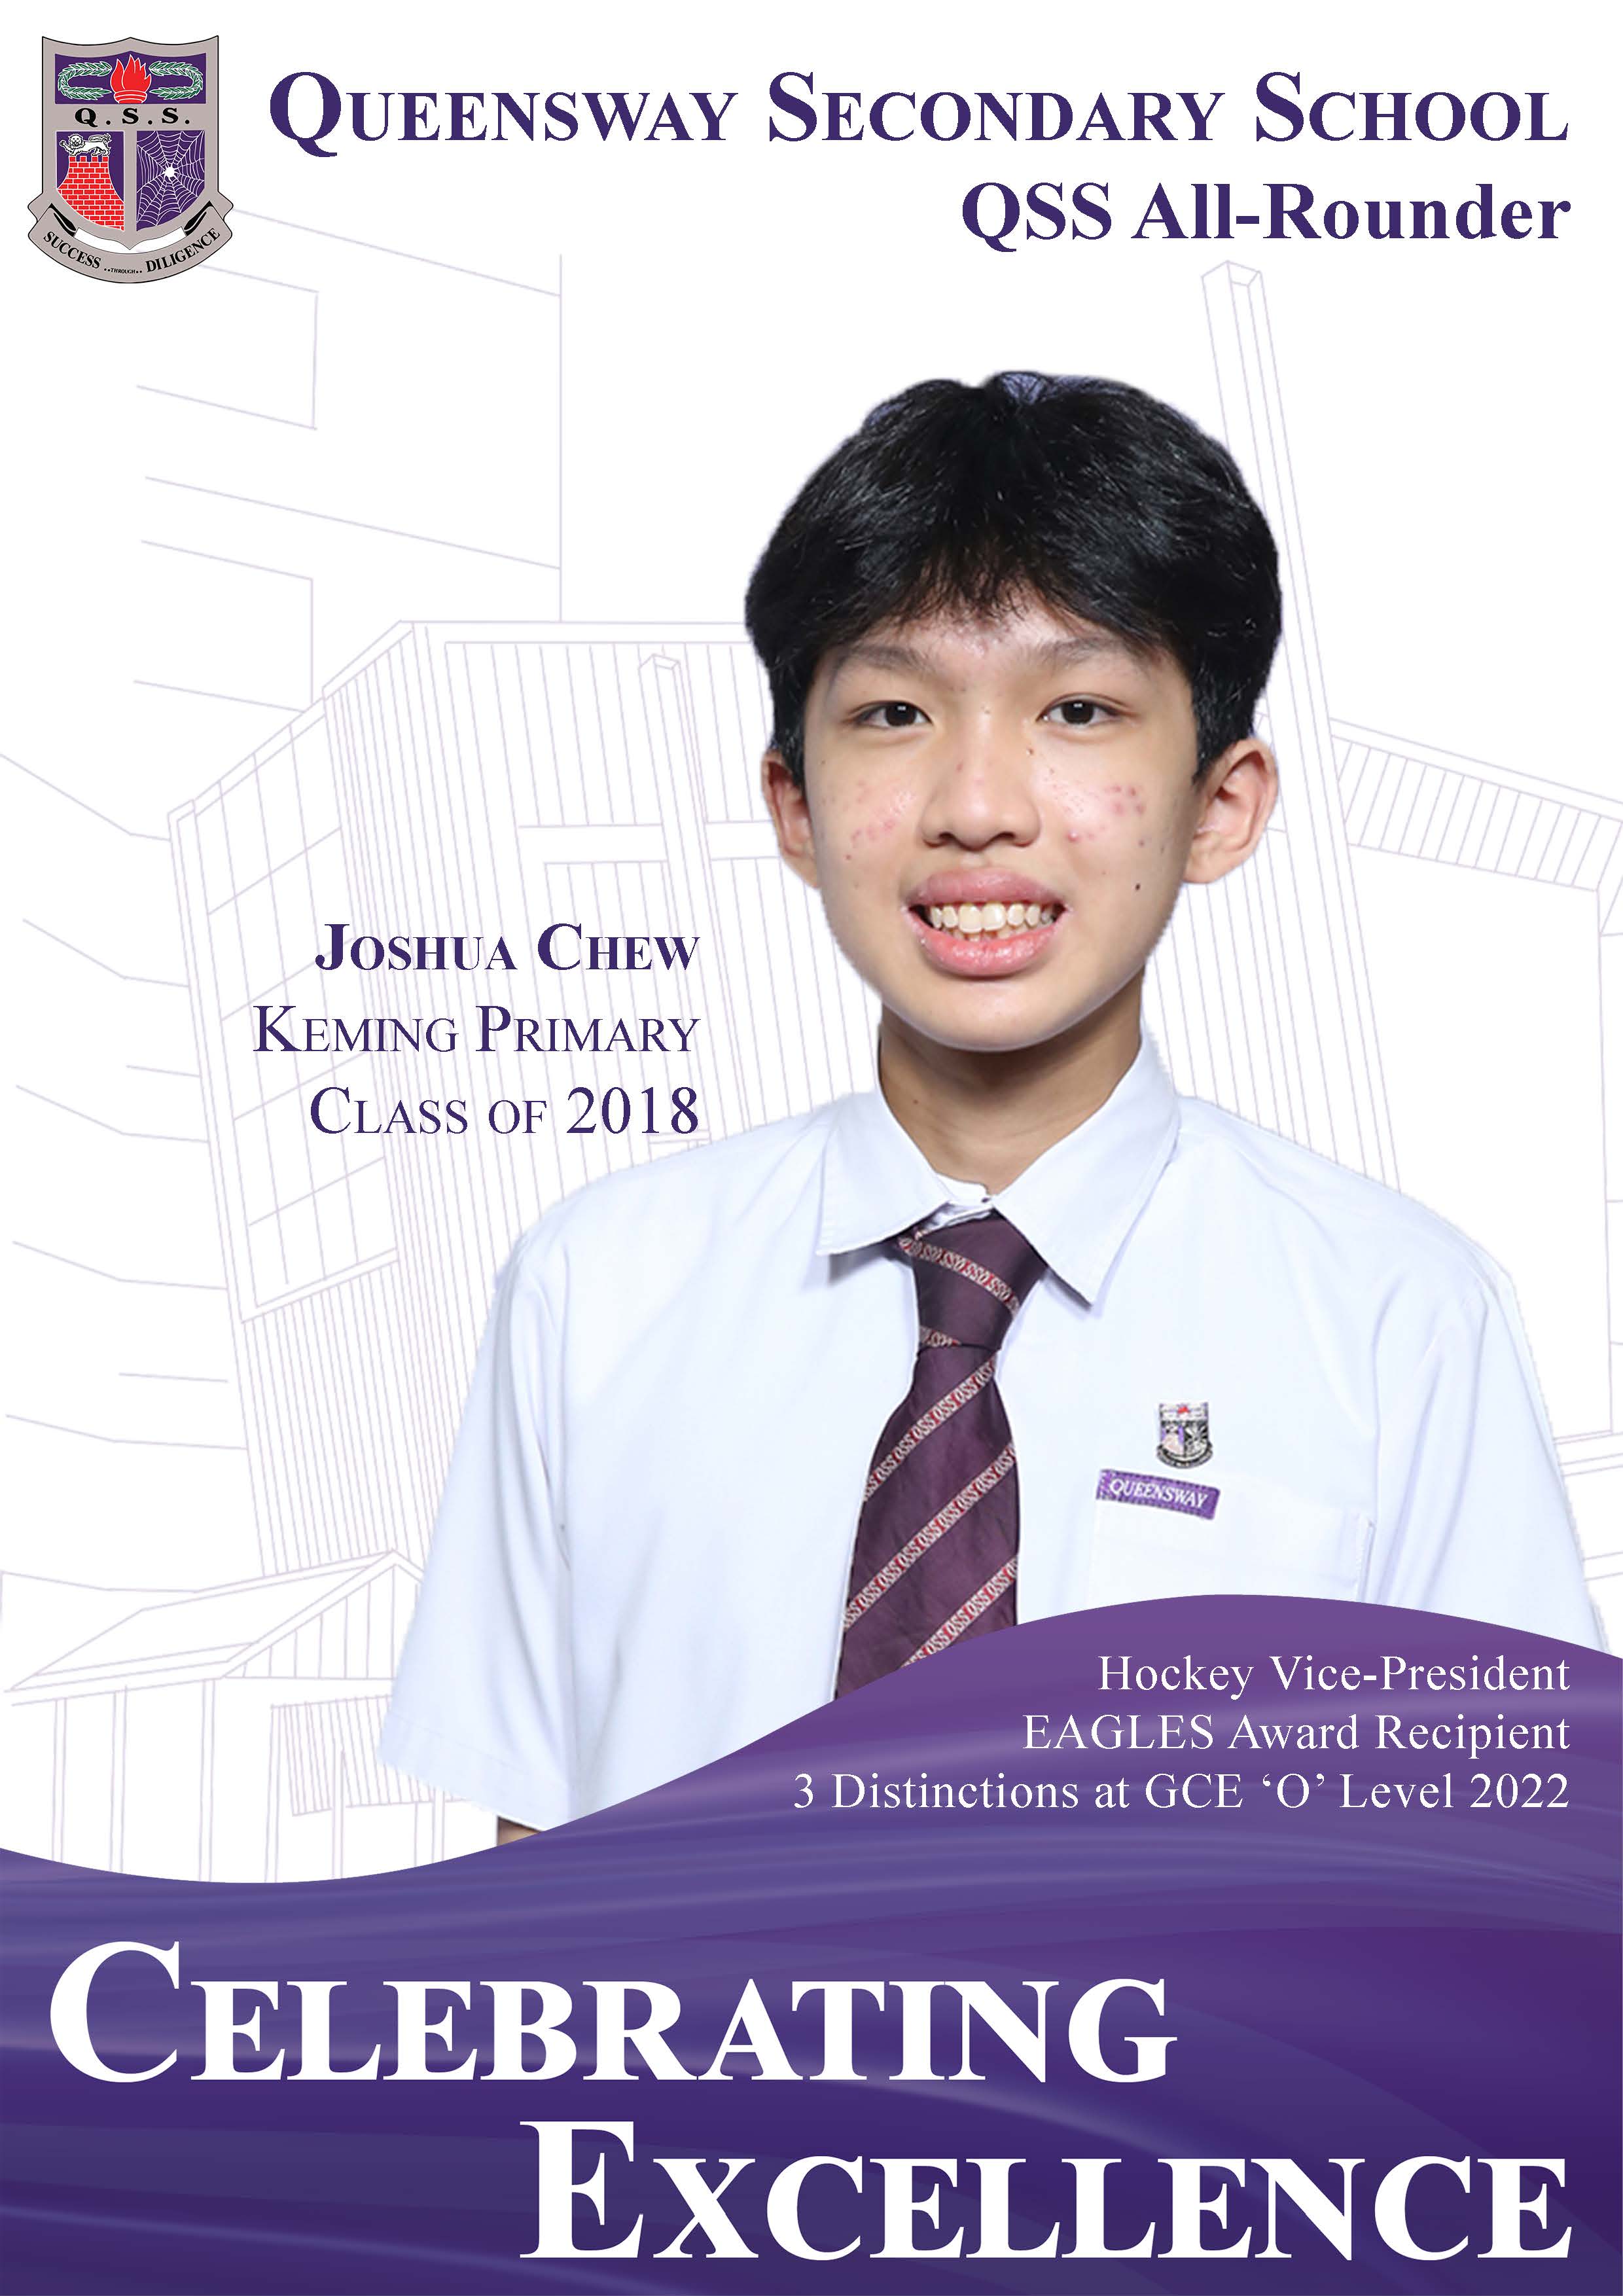 Q.S.S.
SUCCESS ..THROUGH.. DILIGENCE
QUEENSWAY SECONDARY SCHOOL
QSS All-Rounder
JOSHUA CHEW
KEMING PRIMARY
CLASS OF 2018
QUEENSWAY
Hockey Vice-President
EAGLES Award Recipient
3 Distinctions at GCE ‘O’ Level 2022
CELEBRATING
EXCELLENCE